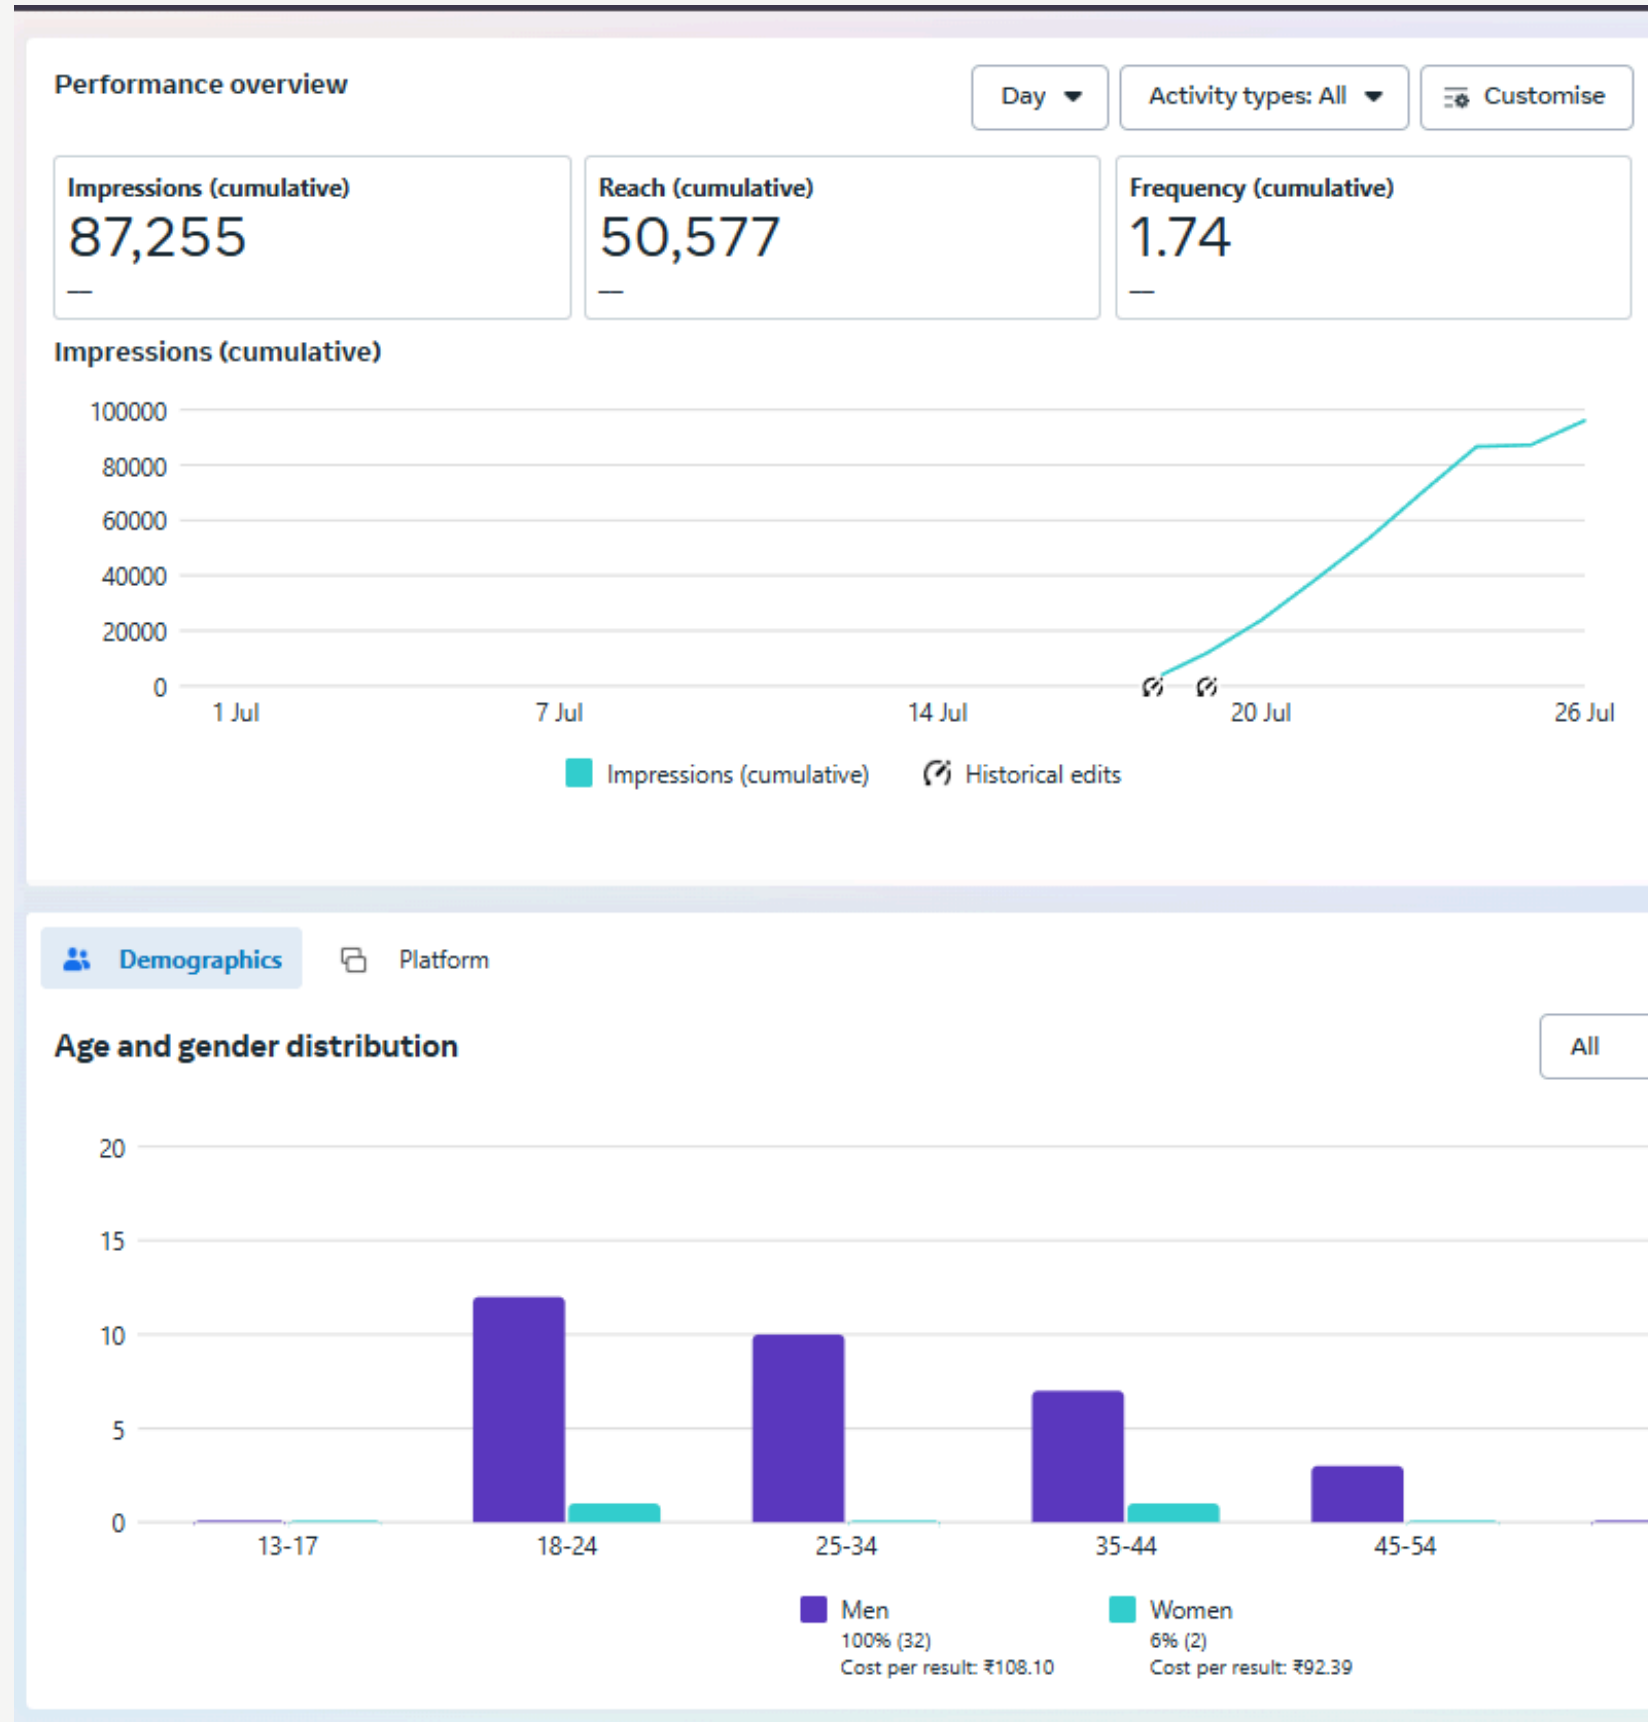 Performance overview
Day
Activity types: All
Customise
Impressions (cumulative)
87,255
—
Reach (cumulative)
50,577
—
Frequency (cumulative)
1.74
—
Impressions (cumulative)
100000
80000
60000
40000
20000
0
1 Jul
7 Jul
14 Jul
20 Jul
26 Jul
Impressions (cumulative)
Historical edits
Demographics
Platform
Age and gender distribution
All
20
15
10
5
0
13-17
18-24
25-34
35-44
45-54
Men
100% (32)
Cost per result: ₹108.10
Women
6% (2)
Cost per result: ₹92.39